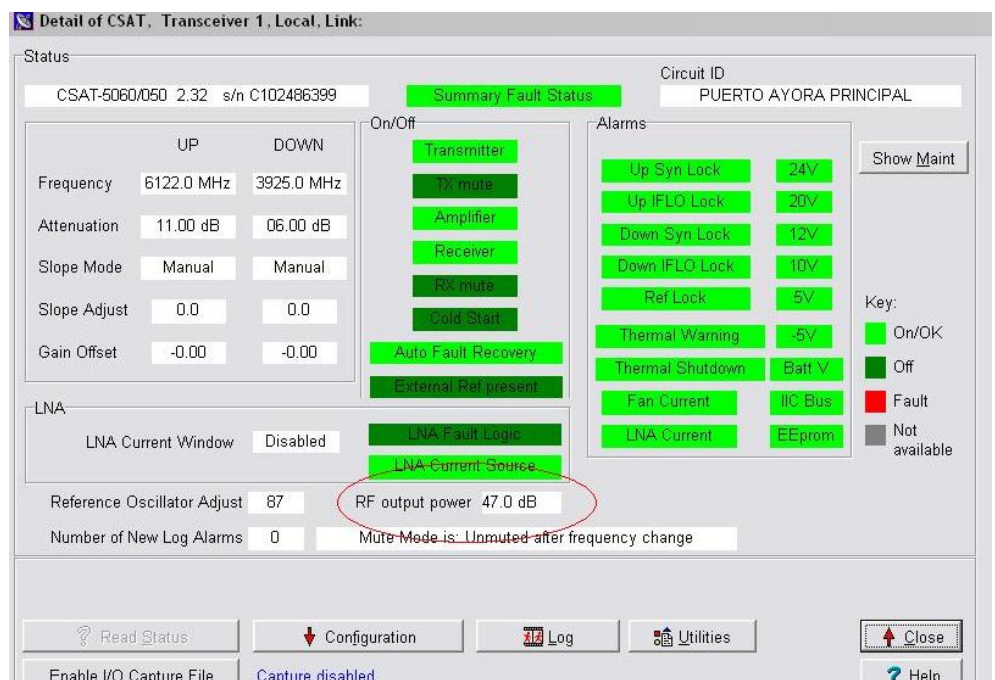 Detail of CSAT, Transceiver 1, Local, Link:
Status
Circuit ID
CSAT-5060/050 2.32 s/n C102486399
Summary Fault Status
PUERTO AYORA PRINCIPAL
On/Off
Alarms
UP DOWN
Frequency 6122.0 MHz 3925.0 MHz
Attenuation 11.00 dB 06.00 dB
Slope Mode Manual Manual
Slope Adjust 0.0 0.0
Gain Offset -0.00 -0.00
Transmitter
TX mute
Amplifier
Receiver
RX mute
Cold Start
Auto Fault Recovery
External Ref present
Up Syn Lock 24V
Up IFLO Lock 20V
Down Syn Lock 12V
Down IFLO Lock 10V
Ref Lock 5V
Thermal Warning -5V
Thermal Shutdown Batt V
Fan Current IIC Bus
LNA Current EEprom
Show Maint
Key:
On/OK
Off
Fault
Not
available
LNA
LNA Current Window Disabled
LNA Fault Logic
LNA Current Source
Reference Oscillator Adjust 87
RF output power 47.0 dB
Number of New Log Alarms 0
Mute Mode is: Unmuted after frequency change
? Read Status
Configuration
Log
Utilities
Close
Enable I/O Capture File
Capture disabled
? Help